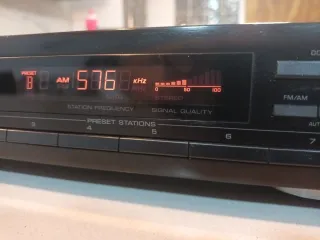 PRESET
8 AM 576 kHz
0 50 100
STEREO
STATION FREQUENCY SIGNAL QUALITY
FM/AM
PRESET STATIONS
3 4 5 6 7